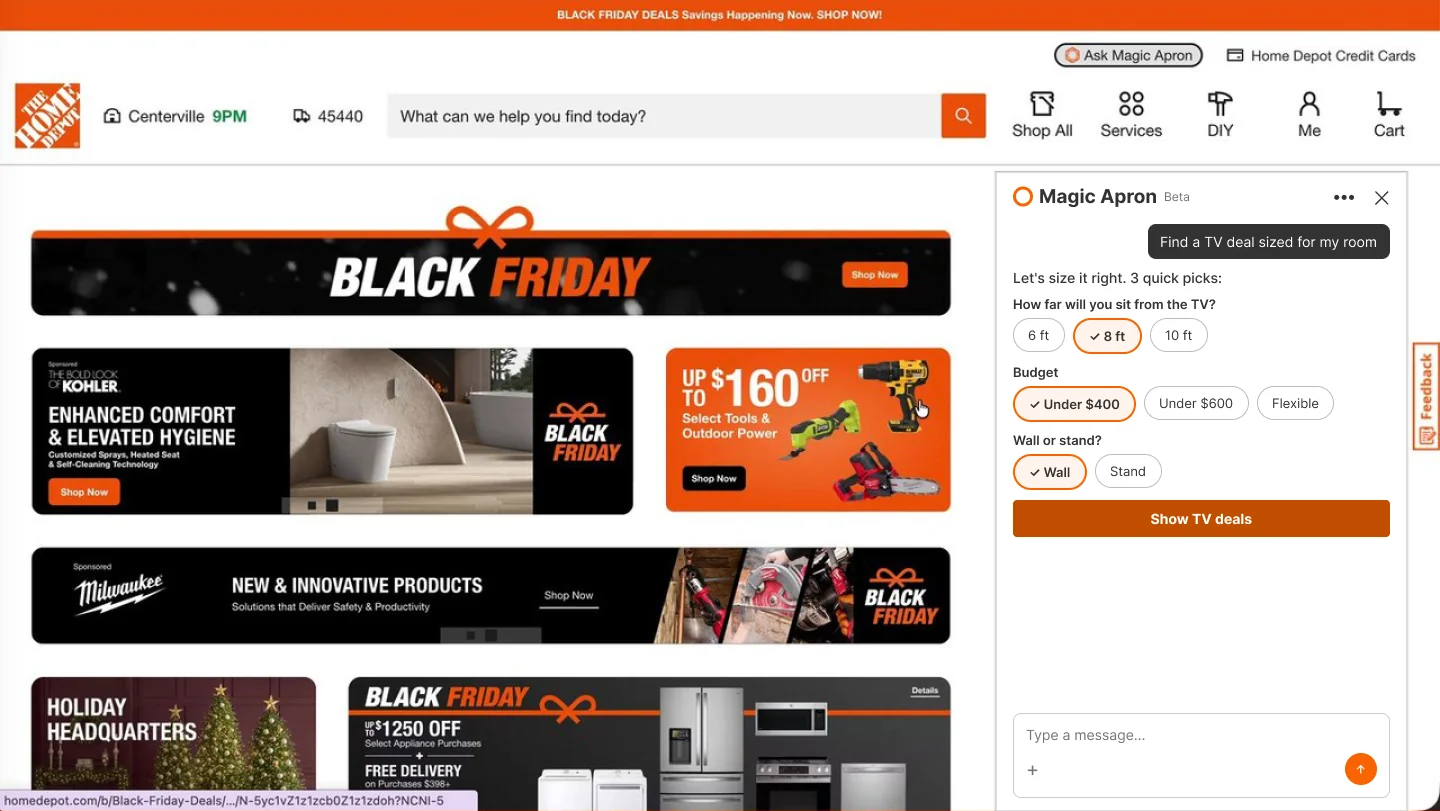 BLACK FRIDAY DEALS Savings Happening Now. SHOP NOW!
Ask Magic Apron
Home Depot Credit Cards
THE HOME DEPOT
Centerville 9PM
45440
What can we help you find today?
Shop All
Services
DIY
Me
Cart
BLACK FRIDAY
Shop Now
Sponsored
THE BOLD LOOK
OF KOHLER
ENHANCED COMFORT
& ELEVATED HYGIENE
Customized Sprays, Heated Seat
& Self-Cleaning Technology
Shop Now
BLACK
FRIDAY
UP TO $160 OFF
Select Tools &
Outdoor Power
Shop Now
Sponsored
Milwaukee
NEW & INNOVATIVE PRODUCTS
Solutions that Deliver Safety & Productivity
Shop Now
BLACK
FRIDAY
HOLIDAY
HEADQUARTERS
BLACK FRIDAY
Details
UP TO $1250 OFF
Select Appliance Purchases
+
FREE DELIVERY
on Purchases $398+
homedepot.com/b/Black-Friday-Deals/.../N-5yc1vZ1z1zcb0Z1z1zdoh?NCNI-5
Magic Apron Beta
Find a TV deal sized for my room
Let's size it right. 3 quick picks:
How far will you sit from the TV?
6 ft
✓ 8 ft
10 ft
Budget
✓ Under $400
Under $600
Flexible
Wall or stand?
✓ Wall
Stand
Show TV deals
Type a message...
+
Feedback